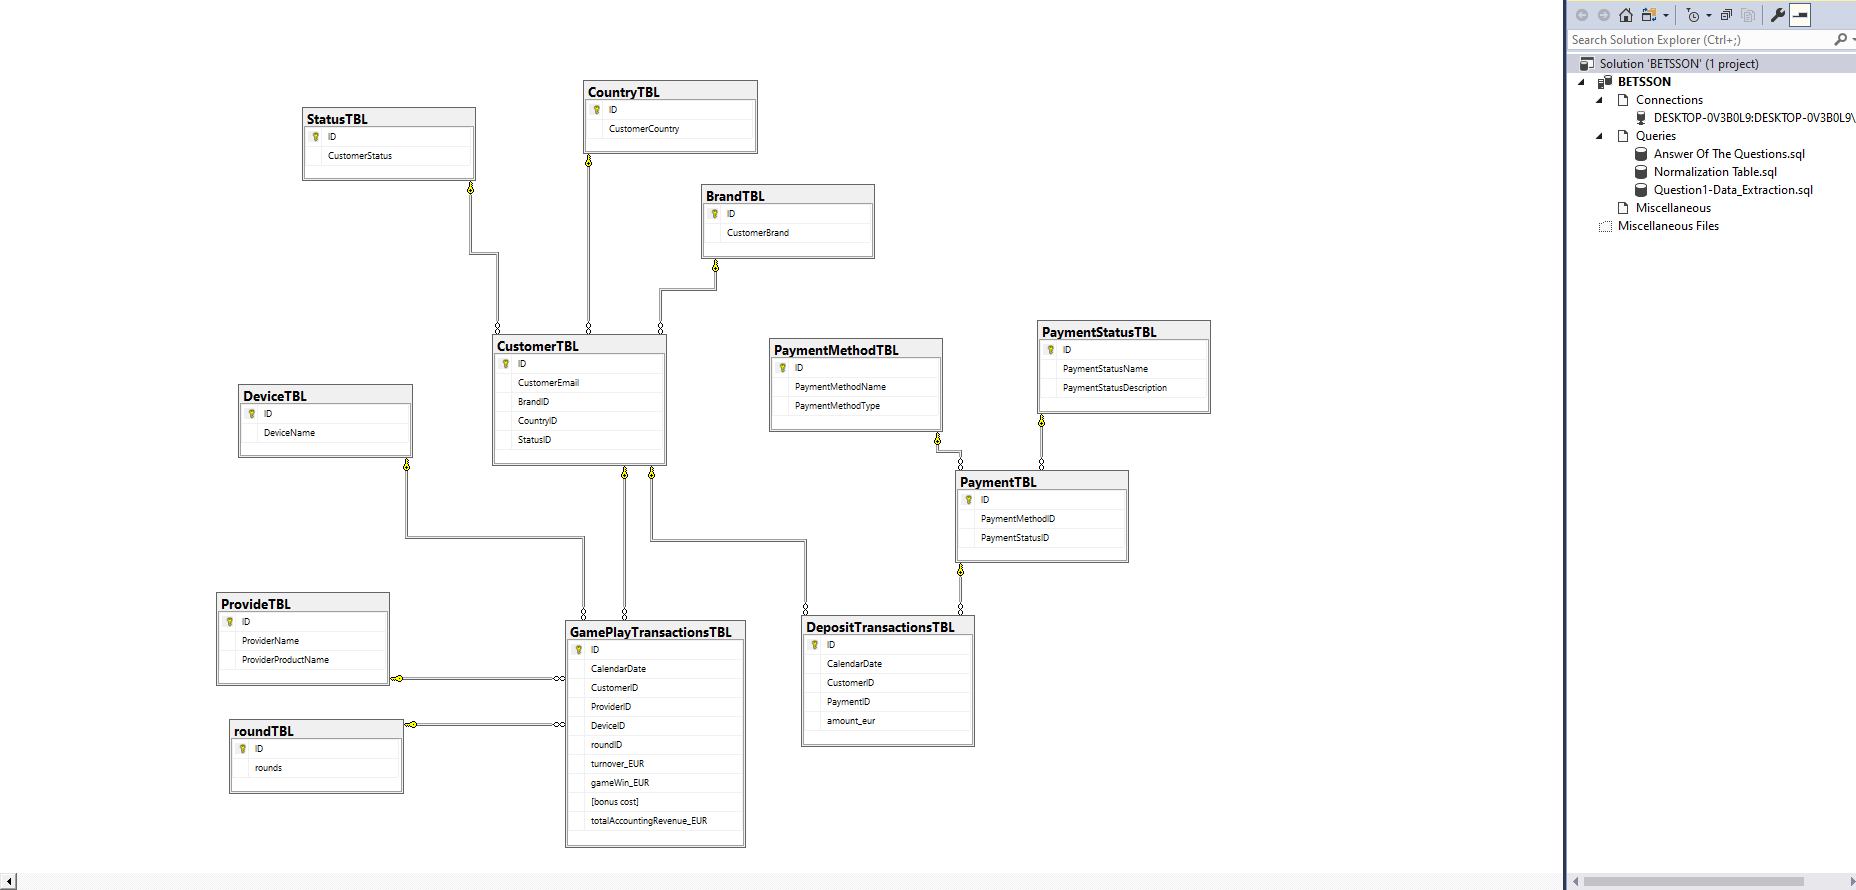 CountryTBL
ID
CustomerCountry
StatusTBL
ID
CustomerStatus
BrandTBL
ID
CustomerBrand
CustomerTBL
ID
CustomerEmail
BrandID
CountryID
StatusID
PaymentMethodTBL
ID
PaymentMethodName
PaymentMethodType
PaymentStatusTBL
ID
PaymentStatusName
PaymentStatusDescription
DeviceTBL
ID
DeviceName
PaymentTBL
ID
PaymentMethodID
PaymentStatusID
ProvideTBL
ID
ProviderName
ProviderProductName
GamePlayTransactionsTBL
ID
CalendarDate
CustomerID
ProviderID
DeviceID
roundID
turnover_EUR
gameWin_EUR
[bonus cost]
totalAccountingRevenue_EUR
DepositTransactionsTBL
ID
CalendarDate
CustomerID
PaymentID
amount_eur
roundTBL
ID
rounds
Search Solution Explorer (Ctrl+;)
Solution 'BETSSON' (1 project)
BETSSON
Connections
DESKTOP-0V3B0L9:DESKTOP-0V3B0L9\
Queries
Answer Of The Questions.sql
Normalization Table.sql
Question1-Data_Extraction.sql
Miscellaneous
Miscellaneous Files